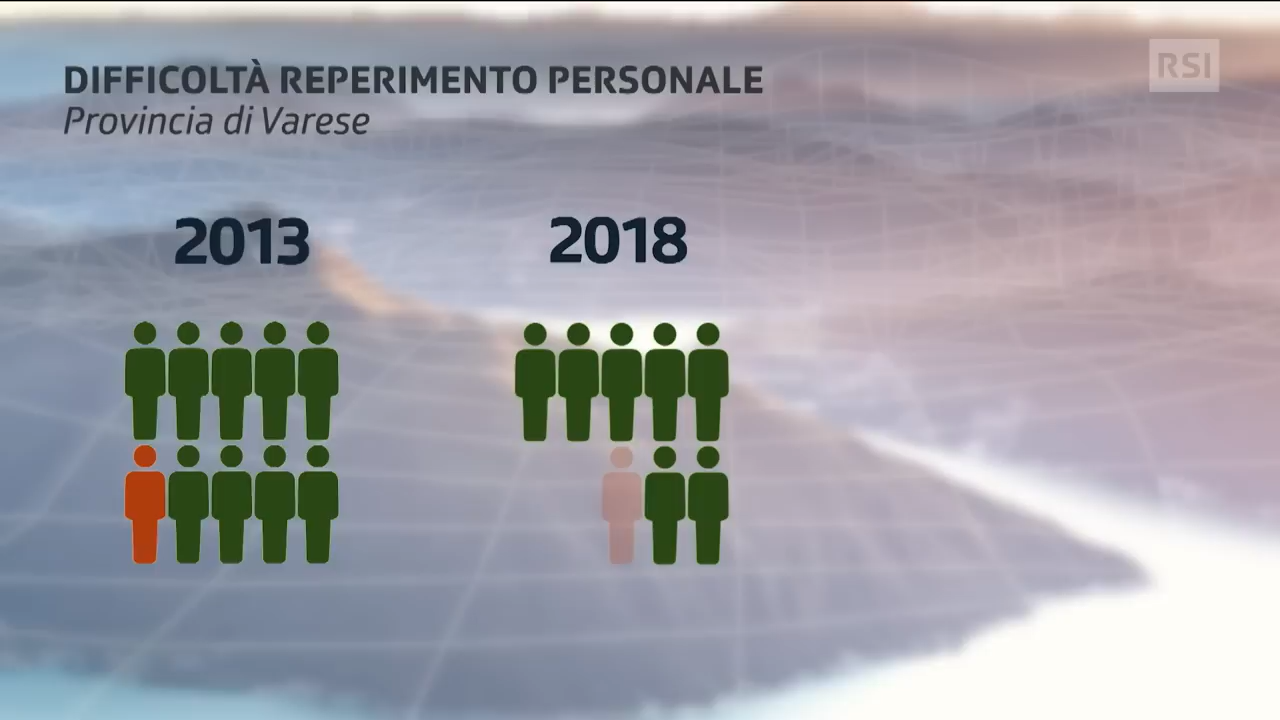 DIFFICOLTÀ REPERIMENTO PERSONALE
RSI
Provincia di Varese
2013
2018